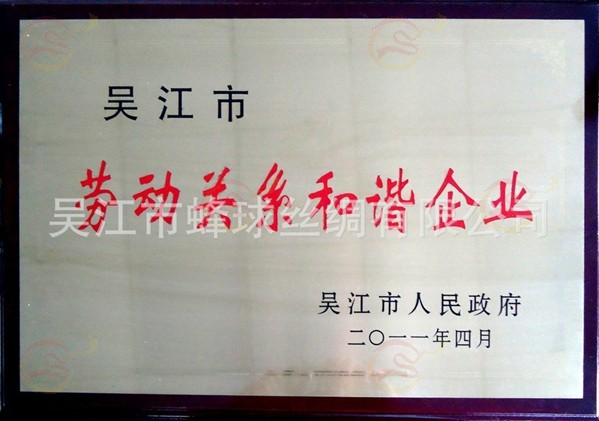 吴江市
劳动关系和谐企业
吴江市蜂球丝绸有限公司
吴江市人民政府
二〇一一年四月